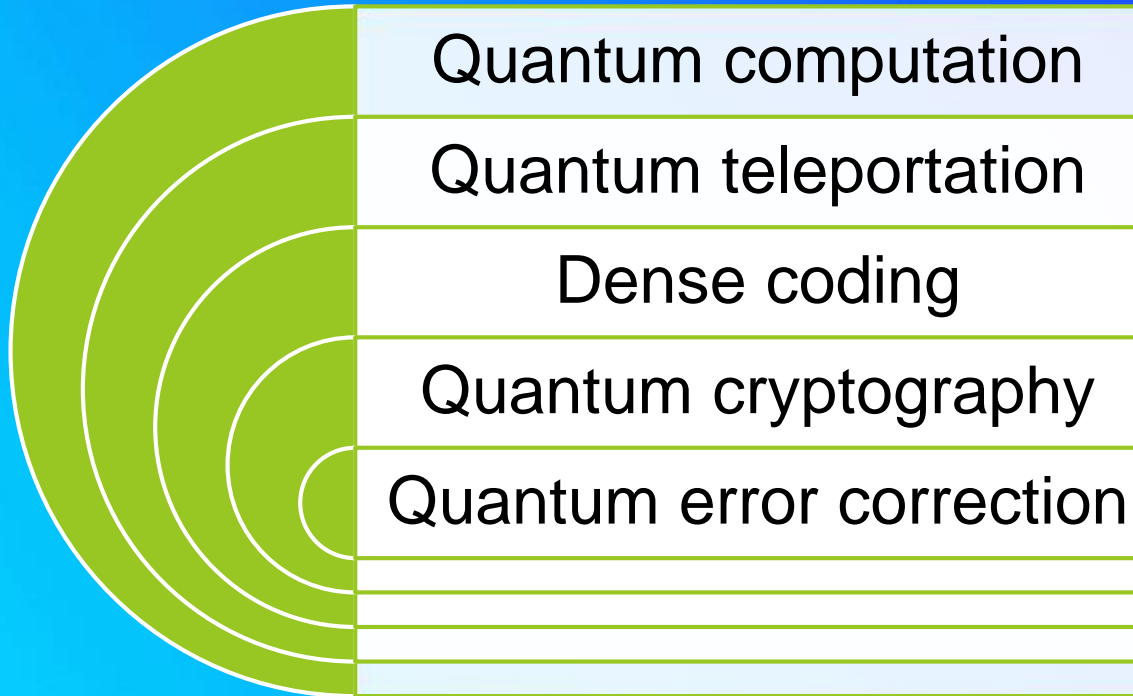 Quantum computation
Quantum teleportation
Dense coding
Quantum cryptography
Quantum error correction